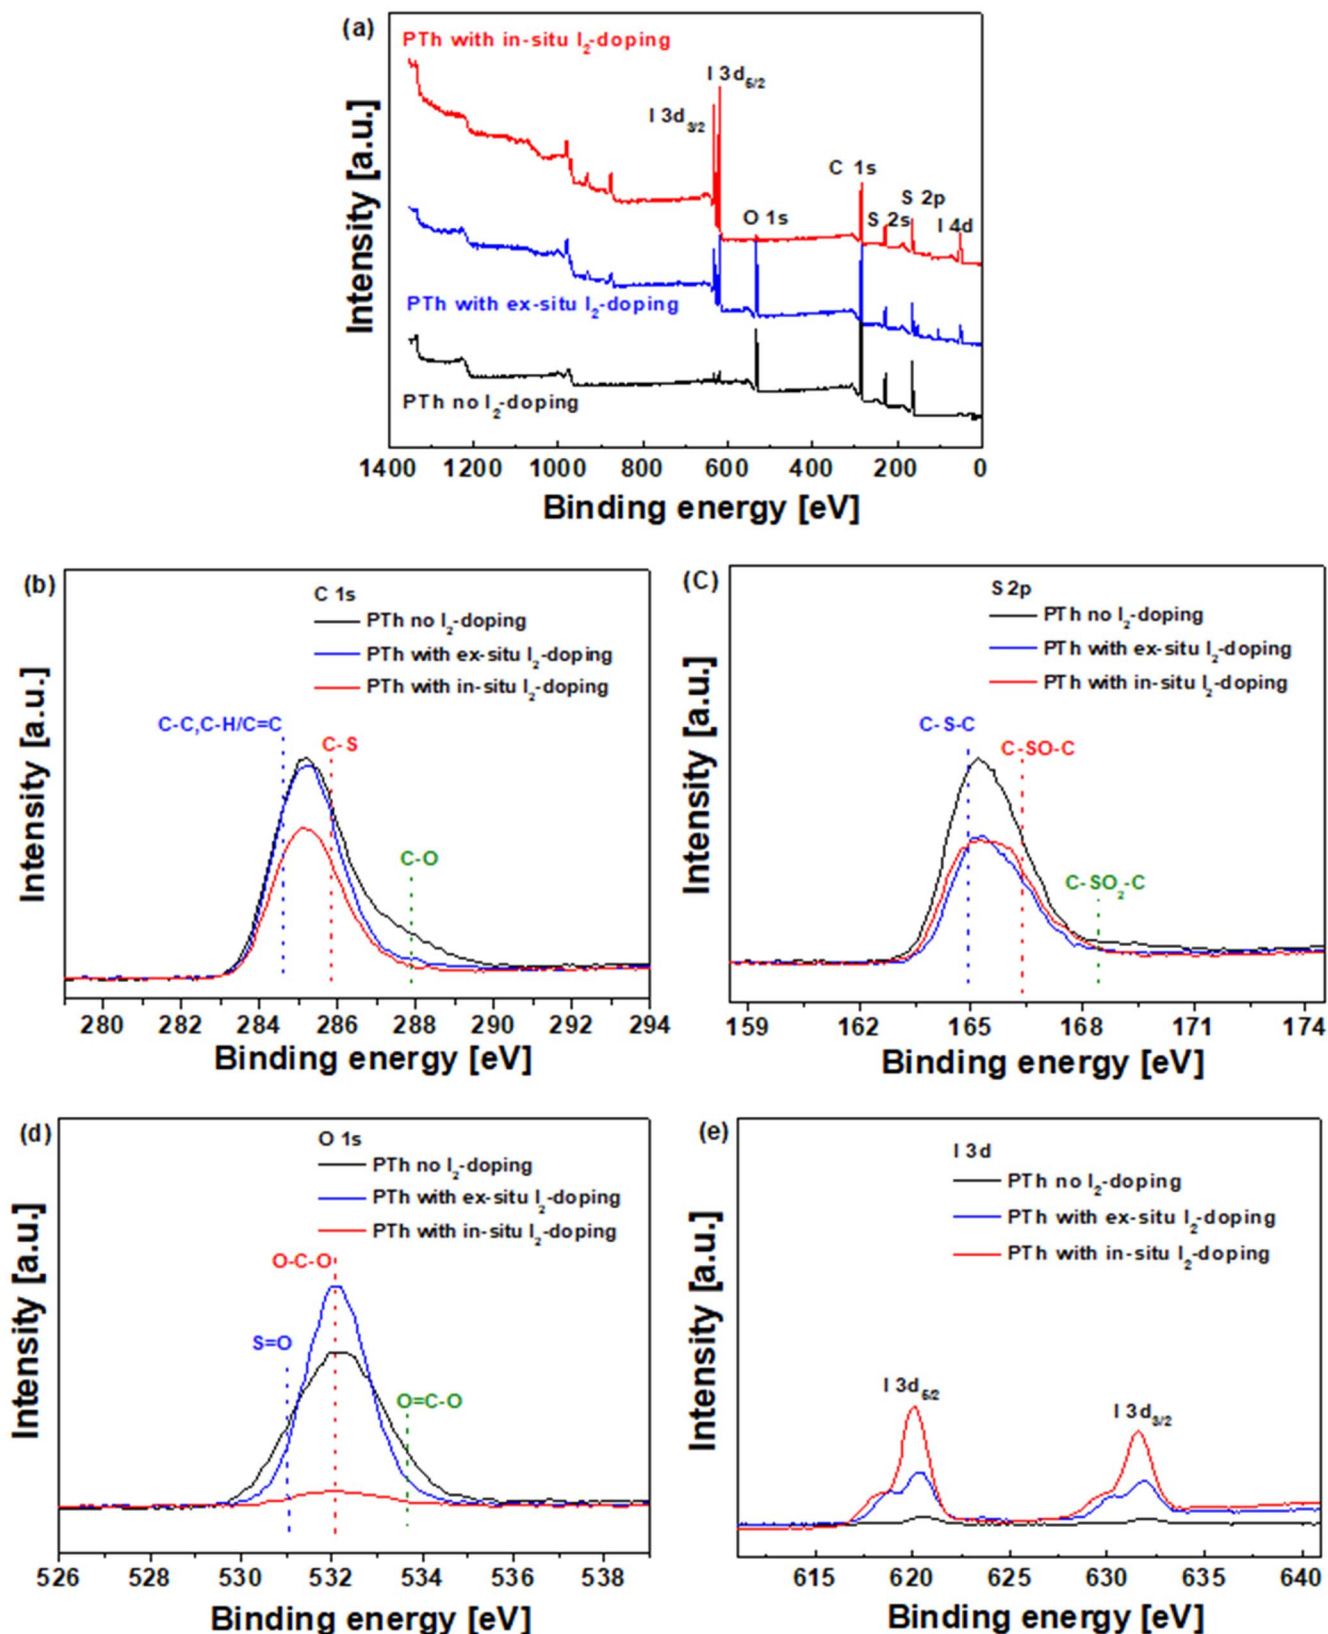 (a)
PTh with in-situ I₂-doping
I 3d₅/₂
I 3d₃/₂
C 1s
S 2p
O 1s
S 2s
I 4d
PTh with ex-situ I₂-doping
PTh no I₂-doping
Intensity [a.u.]
1400 1200 1000 800 600 400 200 0
Binding energy [eV]
(b)
C 1s
PTh no I₂-doping
PTh with ex-situ I₂-doping
PTh with in-situ I₂-doping
C-C,C-H/C=C
C-S
C-O
Intensity [a.u.]
280 282 284 286 288 290 292 294
Binding energy [eV]
(C)
S 2p
PTh no I₂-doping
PTh with ex-situ I₂-doping
PTh with in-situ I₂-doping
C-S-C
C-SO-C
C-SO₂-C
Intensity [a.u.]
159 162 165 168 171 174
Binding energy [eV]
(d)
O 1s
PTh no I₂-doping
PTh with ex-situ I₂-doping
PTh with in-situ I₂-doping
O-C-O
S=O
O=C-O
Intensity [a.u.]
526 528 530 532 534 536 538
Binding energy [eV]
(e)
I 3d
PTh no I₂-doping
PTh with ex-situ I₂-doping
PTh with in-situ I₂-doping
I 3d₅/₂
I 3d₃/₂
Intensity [a.u.]
615 620 625 630 635 640
Binding energy [eV]